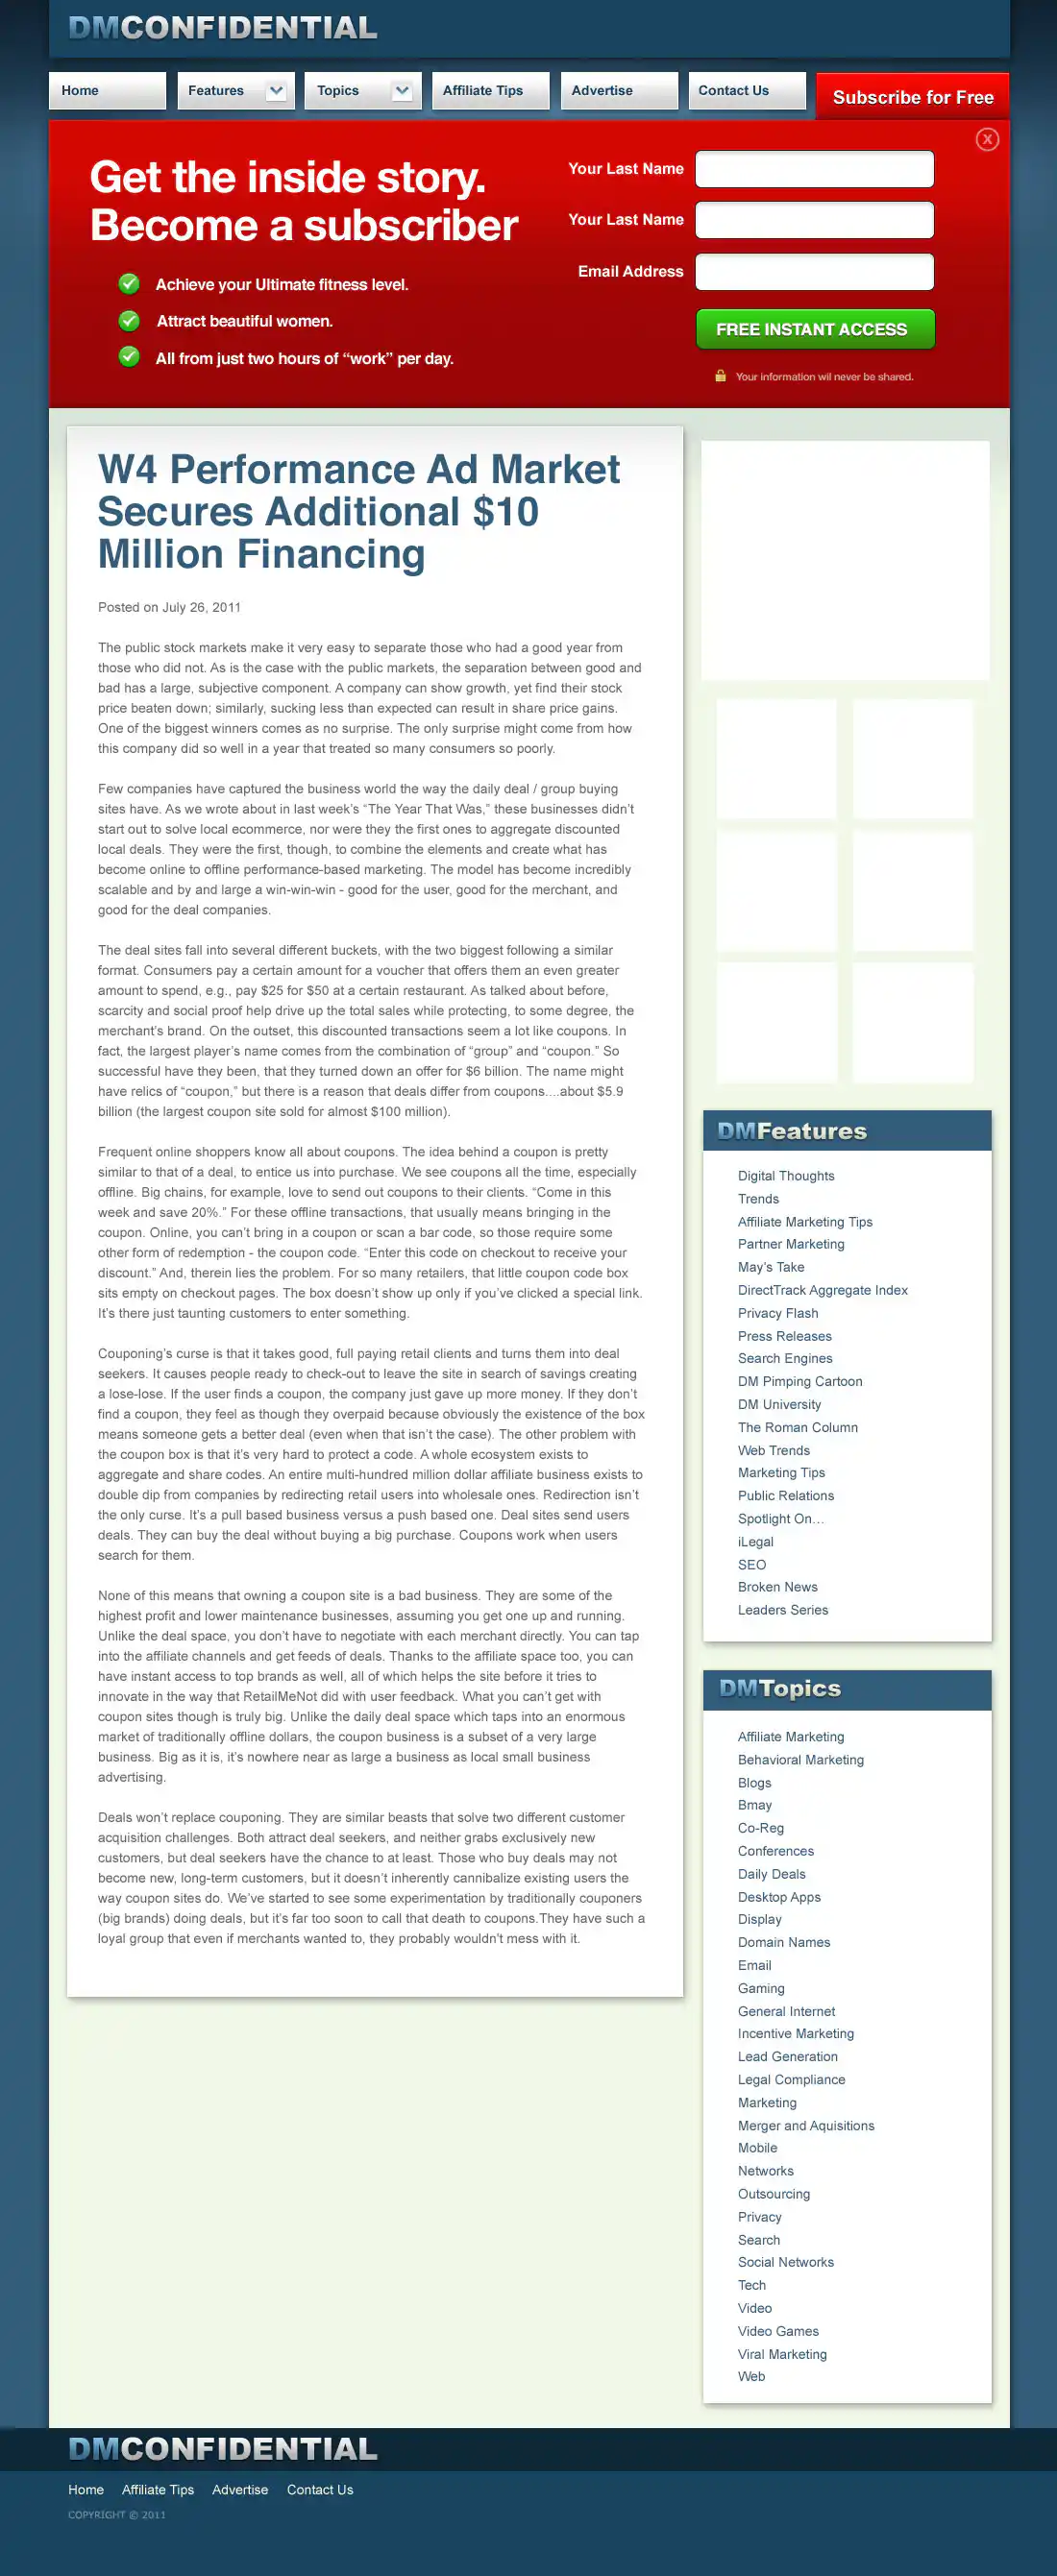 DMCONFIDENTIAL
Home
Features
Topics
Affiliate Tips
Advertise
Contact Us
Subscribe for Free
X
Get the inside story.
Become a subscriber
Achieve your Ultimate fitness level.
Attract beautiful women.
All from just two hours of “work” per day.
Your Last Name
Your Last Name
Email Address
FREE INSTANT ACCESS
Your information wil never be shared.
W4 Performance Ad Market
Secures Additional $10
Million Financing
Posted on July 26, 2011
The public stock markets make it very easy to separate those who had a good year from
those who did not. As is the case with the public markets, the separation between good and
bad has a large, subjective component. A company can show growth, yet find their stock
price beaten down; similarly, sucking less than expected can result in share price gains.
One of the biggest winners comes as no surprise. The only surprise might come from how
this company did so well in a year that treated so many consumers so poorly.
Few companies have captured the business world the way the daily deal / group buying
sites have. As we wrote about in last week’s “The Year That Was,” these businesses didn’t
start out to solve local ecommerce, nor were they the first ones to aggregate discounted
local deals. They were the first, though, to combine the elements and create what has
become online to offline performance-based marketing. The model has become incredibly
scalable and by and large a win-win-win - good for the user, good for the merchant, and
good for the deal companies.
The deal sites fall into several different buckets, with the two biggest following a similar
format. Consumers pay a certain amount for a voucher that offers them an even greater
amount to spend, e.g., pay $25 for $50 at a certain restaurant. As talked about before,
scarcity and social proof help drive up the total sales while protecting, to some degree, the
merchant’s brand. On the outset, this discounted transactions seem a lot like coupons. In
fact, the largest player’s name comes from the combination of “group” and “coupon.” So
successful have they been, that they turned down an offer for $6 billion. The name might
have relics of “coupon,” but there is a reason that deals differ from coupons....about $5.9
billion (the largest coupon site sold for almost $100 million).
Frequent online shoppers know all about coupons. The idea behind a coupon is pretty
similar to that of a deal, to entice us into purchase. We see coupons all the time, especially
offline. Big chains, for example, love to send out coupons to their clients. “Come in this
week and save 20%.” For these offline transactions, that usually means bringing in the
coupon. Online, you can’t bring in a coupon or scan a bar code, so those require some
other form of redemption - the coupon code. “Enter this code on checkout to receive your
discount.” And, therein lies the problem. For so many retailers, that little coupon code box
sits empty on checkout pages. The box doesn’t show up only if you’ve clicked a special link.
It’s there just taunting customers to enter something.
Couponing’s curse is that it takes good, full paying retail clients and turns them into deal
seekers. It causes people ready to check-out to leave the site in search of savings creating
a lose-lose. If the user finds a coupon, the company just gave up more money. If they don’t
find a coupon, they feel as though they overpaid because obviously the existence of the box
means someone gets a better deal (even when that isn’t the case). The other problem with
the coupon box is that it’s very hard to protect a code. A whole ecosystem exists to
aggregate and share codes. An entire multi-hundred million dollar affiliate business exists to
double dip from companies by redirecting retail users into wholesale ones. Redirection isn’t
the only curse. It’s a pull based business versus a push based one. Deal sites send users
deals. They can buy the deal without buying a big purchase. Coupons work when users
search for them.
None of this means that owning a coupon site is a bad business. They are some of the
highest profit and lower maintenance businesses, assuming you get one up and running.
Unlike the deal space, you don’t have to negotiate with each merchant directly. You can tap
into the affiliate channels and get feeds of deals. Thanks to the affiliate space too, you can
have instant access to top brands as well, all of which helps the site before it tries to
innovate in the way that RetailMeNot did with user feedback. What you can’t get with
coupon sites though is truly big. Unlike the daily deal space which taps into an enormous
market of traditionally offline dollars, the coupon business is a subset of a very large
business. Big as it is, it’s nowhere near as large a business as local small business
advertising.
Deals won’t replace couponing. They are similar beasts that solve two different customer
acquisition challenges. Both attract deal seekers, and neither grabs exclusively new
customers, but deal seekers have the chance to at least. Those who buy deals may not
become new, long-term customers, but it doesn’t inherently cannibalize existing users the
way coupon sites do. We’ve started to see some experimentation by traditionally couponers
(big brands) doing deals, but it’s far too soon to call that death to coupons.They have such a
loyal group that even if merchants wanted to, they probably wouldn’t mess with it.
DMFeatures
Digital Thoughts
Trends
Affiliate Marketing Tips
Partner Marketing
May’s Take
DirectTrack Aggregate Index
Privacy Flash
Press Releases
Search Engines
DM Pimping Cartoon
DM University
The Roman Column
Web Trends
Marketing Tips
Public Relations
Spotlight On…
iLegal
SEO
Broken News
Leaders Series
DMTopics
Affiliate Marketing
Behavioral Marketing
Blogs
Bmay
Co-Reg
Conferences
Daily Deals
Desktop Apps
Display
Domain Names
Email
Gaming
General Internet
Incentive Marketing
Lead Generation
Legal Compliance
Marketing
Merger and Aquisitions
Mobile
Networks
Outsourcing
Privacy
Search
Social Networks
Tech
Video
Video Games
Viral Marketing
Web
DMCONFIDENTIAL
Home
Affiliate Tips
Advertise
Contact Us
COPYRIGHT © 2011